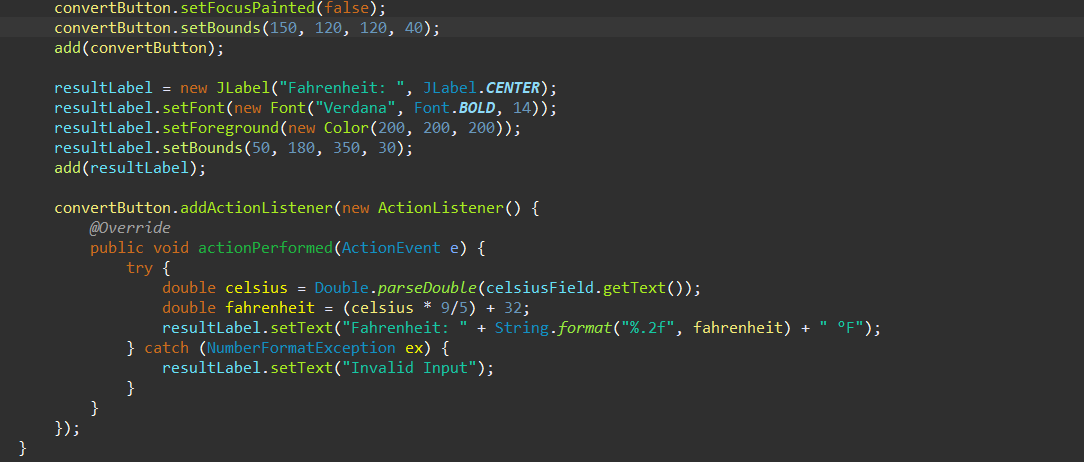 convertButton.setFocusPainted(false);
convertButton.setBounds(150, 120, 120, 40);
add(convertButton);
resultLabel = new JLabel("Fahrenheit: ", JLabel.CENTER);
resultLabel.setFont(new Font("Verdana", Font.BOLD, 14));
resultLabel.setForeground(new Color(200, 200, 200));
resultLabel.setBounds(50, 180, 350, 30);
add(resultLabel);
convertButton.addActionListener(new ActionListener() {
@Override
public void actionPerformed(ActionEvent e) {
try {
double celsius = Double.parseDouble(celsiusField.getText());
double fahrenheit = (celsius * 9/5) + 32;
resultLabel.setText("Fahrenheit: " + String.format("%.2f", fahrenheit) + " °F");
} catch (NumberFormatException ex) {
resultLabel.setText("Invalid Input");
}
}
});
}